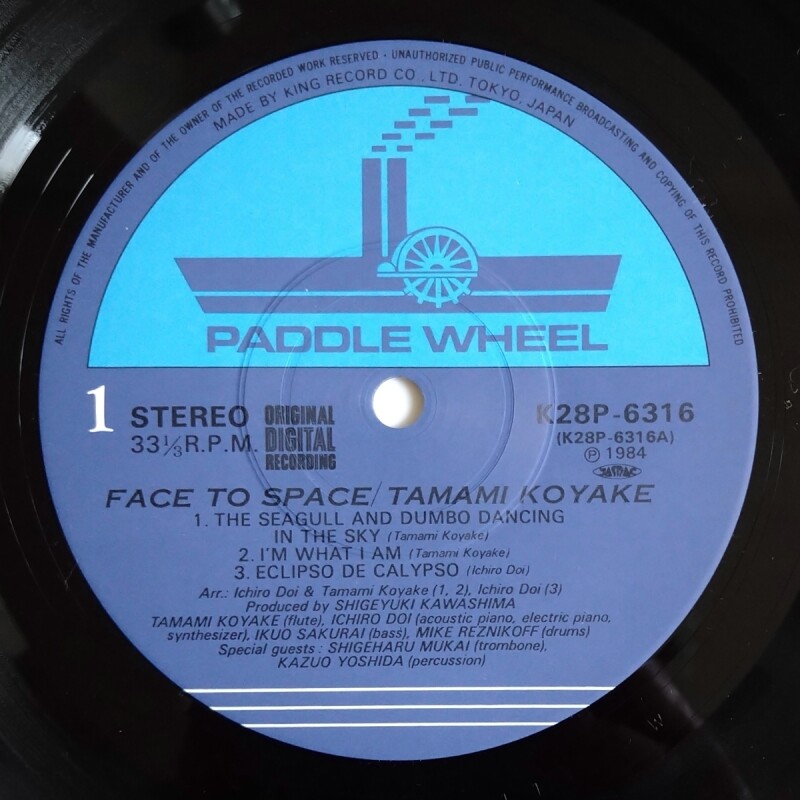 ALL RIGHTS OF THE MANUFACTURER AND OF THE OWNER OF THE RECORDED WORK RESERVED · UNAUTHORIZED PUBLIC PERFORMANCE BROADCASTING AND COPYING OF THIS RECORD PROHIBITED
MADE BY KING RECORD CO., LTD. TOKYO, JAPAN
PADDLE WHEEL
1 STEREO
33⅓R.P.M.
ORIGINAL
DIGITAL
RECORDING
K28P-6316
(K28P-6316A)
Ⓟ 1984
JASRAC
FACE TO SPACE/TAMAMI KOYAKE
1. THE SEAGULL AND DUMBO DANCING
IN THE SKY (Tamami Koyake)
2. I'M WHAT I AM (Tamami Koyake)
3. ECLIPSO DE CALYPSO (Ichiro Doi)
Arr.: Ichiro Doi & Tamami Koyake (1, 2), Ichiro Doi (3)
Produced by SHIGEYUKI KAWASHIMA
TAMAMI KOYAKE (flute), ICHIRO DOI (acoustic piano, electric piano,
synthesizer), IKUO SAKURAI (bass), MIKE REZNIKOFF (drums)
Special guests : SHIGEHARU MUKAI (trombone),
KAZUO YOSHIDA (percussion)